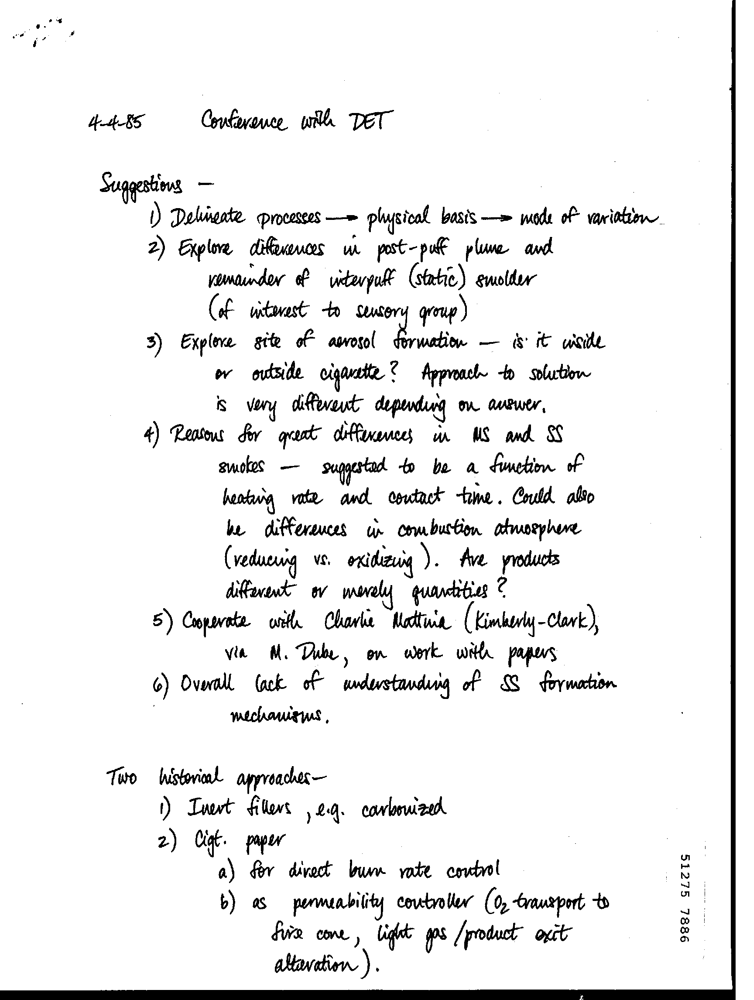 4-4-85 Conference with DET
Suggestions —
1) Delineate processes → physical basis → mode of variation
2) Explore differences in post-puff plume and
remainder of interpuff (static) smolder
(of interest to sensory group)
3) Explore site of aerosol formation — is it inside
or outside cigarette? Approach to solution
is very different depending on answer.
4) Reasons for great differences in MS and SS
smokes — suggested to be a function of
heating rate and contact time. Could also
be differences in combustion atmosphere
(reducing vs. oxidizing). Are products
different or merely quantities?
5) Cooperate with Charlie Mattina (Kimberly-Clark),
via M. Dube, on work with papers
6) Overall lack of understanding of SS formation
mechanisms.
Two historical approaches—
1) Inert fillers, e.g. carbonized
2) Cigt. paper
a) for direct burn rate control
b) as permeability controller (O2 transport to
fire cone, light gas/product exit
alteration).
51275 7886